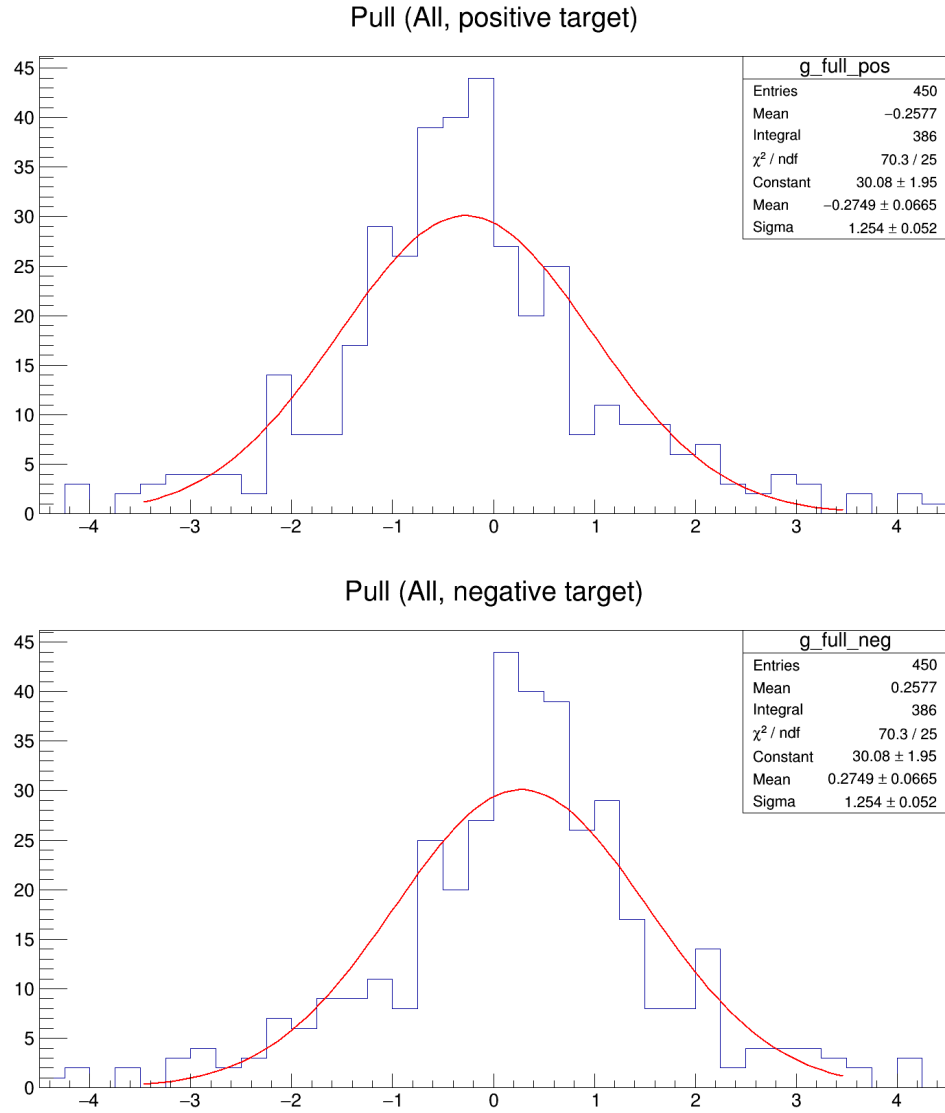 Pull (All, positive target)
g_full_pos
Entries 450
Mean −0.2577
Integral 386
χ² / ndf 70.3 / 25
Constant 30.08 ± 1.95
Mean −0.2749 ± 0.0665
Sigma 1.254 ± 0.052
45
40
35
30
25
20
15
10
5
0
−4 −3 −2 −1 0 1 2 3 4
Pull (All, negative target)
g_full_neg
Entries 450
Mean 0.2577
Integral 386
χ² / ndf 70.3 / 25
Constant 30.08 ± 1.95
Mean 0.2749 ± 0.0665
Sigma 1.254 ± 0.052
45
40
35
30
25
20
15
10
5
0
−4 −3 −2 −1 0 1 2 3 4